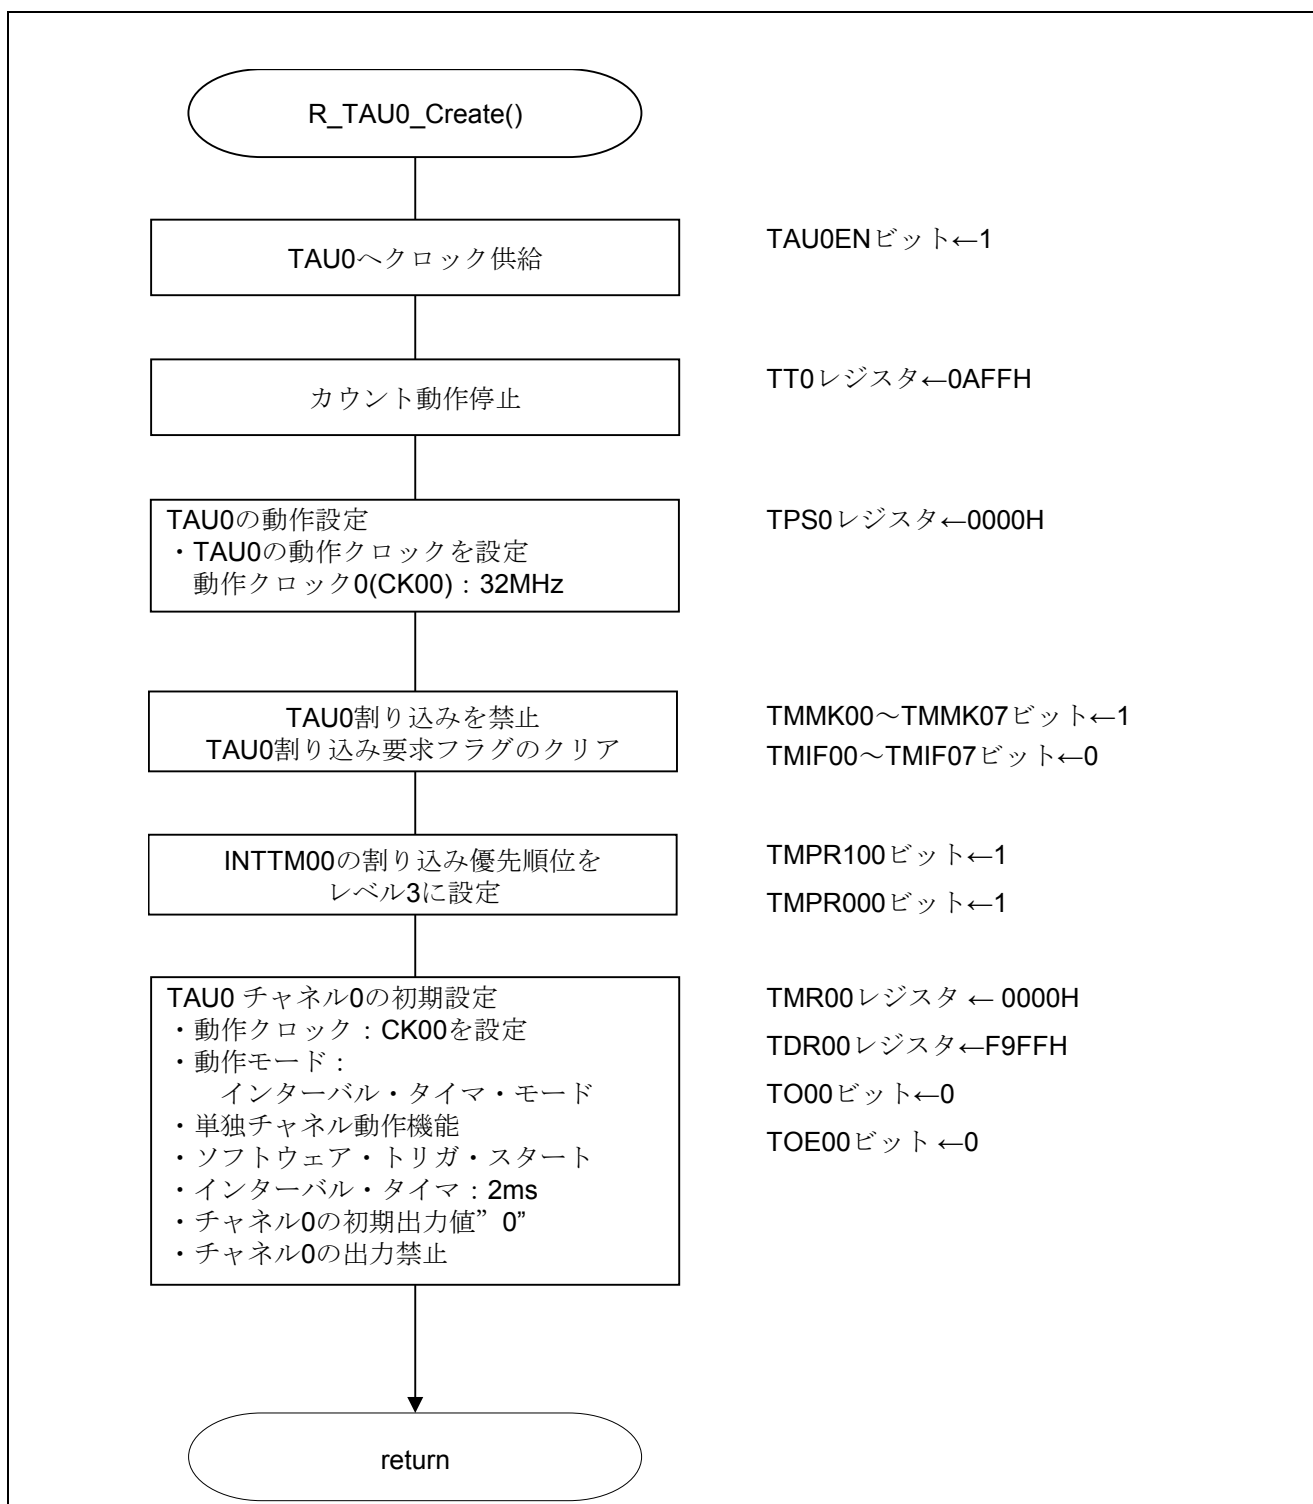 R_TAU0_Create()
TAU0へクロック供給
TAU0ENビット←1
カウント動作停止
TT0レジスタ←0AFFH
TAU0の動作設定
・TAU0の動作クロックを設定
動作クロック0(CK00)：32MHz
TPS0レジスタ←0000H
TAU0割り込みを禁止
TAU0割り込み要求フラグのクリア
TMMK00～TMMK07ビット←1
TMIF00～TMIF07ビット←0
INTTM00の割り込み優先順位を
レベル3に設定
TMPR100ビット←1
TMPR000ビット←1
TAU0 チャネル0の初期設定
・動作クロック：CK00を設定
・動作モード：
インターバル・タイマ・モード
・単独チャネル動作機能
・ソフトウェア・トリガ・スタート
・インターバル・タイマ：2ms
・チャネル0の初期出力値”0”
・チャネル0の出力禁止
TMR00レジスタ ← 0000H
TDR00レジスタ←F9FFH
TO00ビット←0
TOE00ビット ←0
return